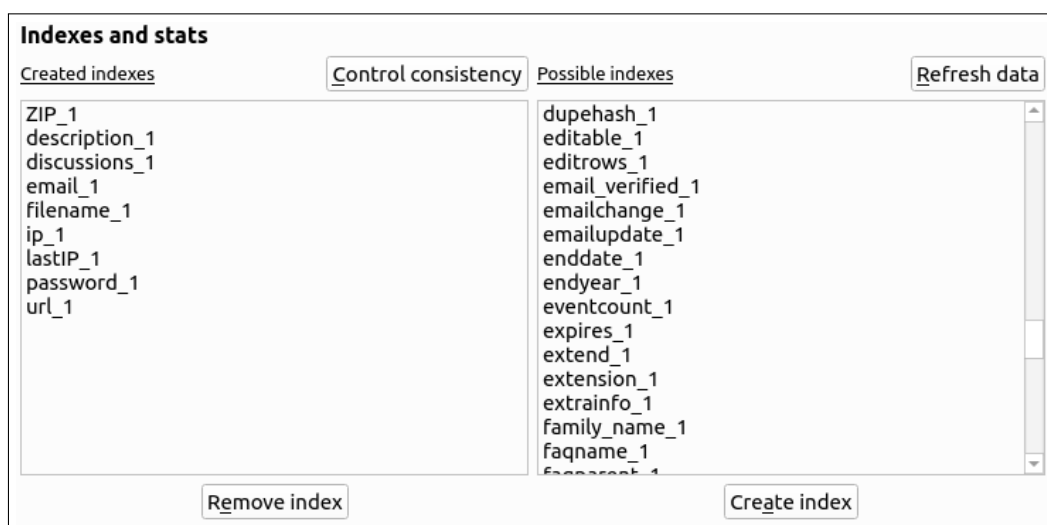 Indexes and stats
Created indexes
Control consistency
Possible indexes
Refresh data
ZIP_1
description_1
discussions_1
email_1
filename_1
ip_1
lastIP_1
password_1
url_1
dupehash_1
editable_1
editrows_1
email_verified_1
emailchange_1
emailupdate_1
enddate_1
endyear_1
eventcount_1
expires_1
extend_1
extension_1
extrainfo_1
family_name_1
faqname_1
Remove index
Create index